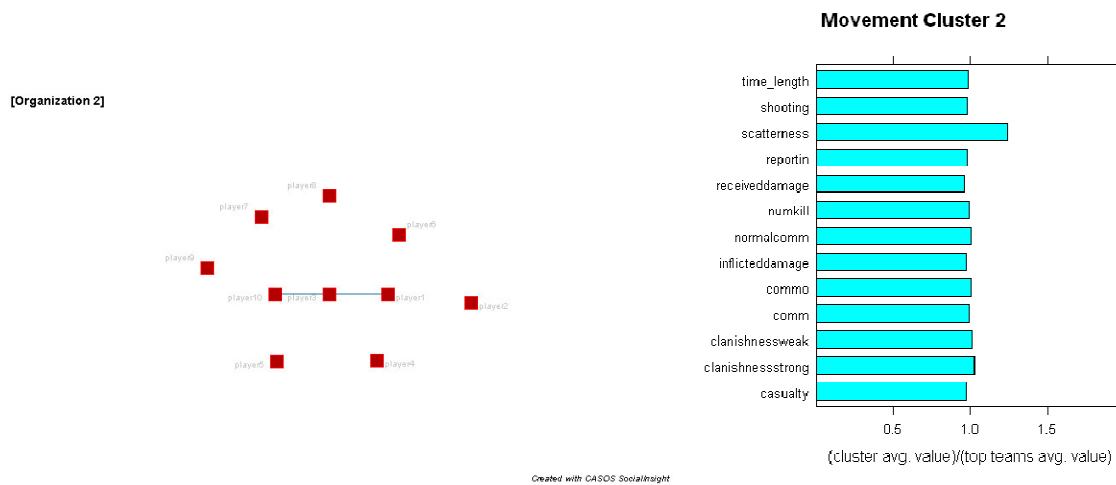 Movement Cluster 2
[Organization 2]
player8
player7
player6
player9
player10
player3
player1
player2
player5
player4
time_length
shooting
scatterness
reportin
receiveddamage
numkill
normalcomm
inflicteddamage
commo
comm
clanishnessweak
clanishnessstrong
casualty
0.5 1.0 1.5
(cluster avg. value)/(top teams avg. value)
Created with CASOS SocialInsight